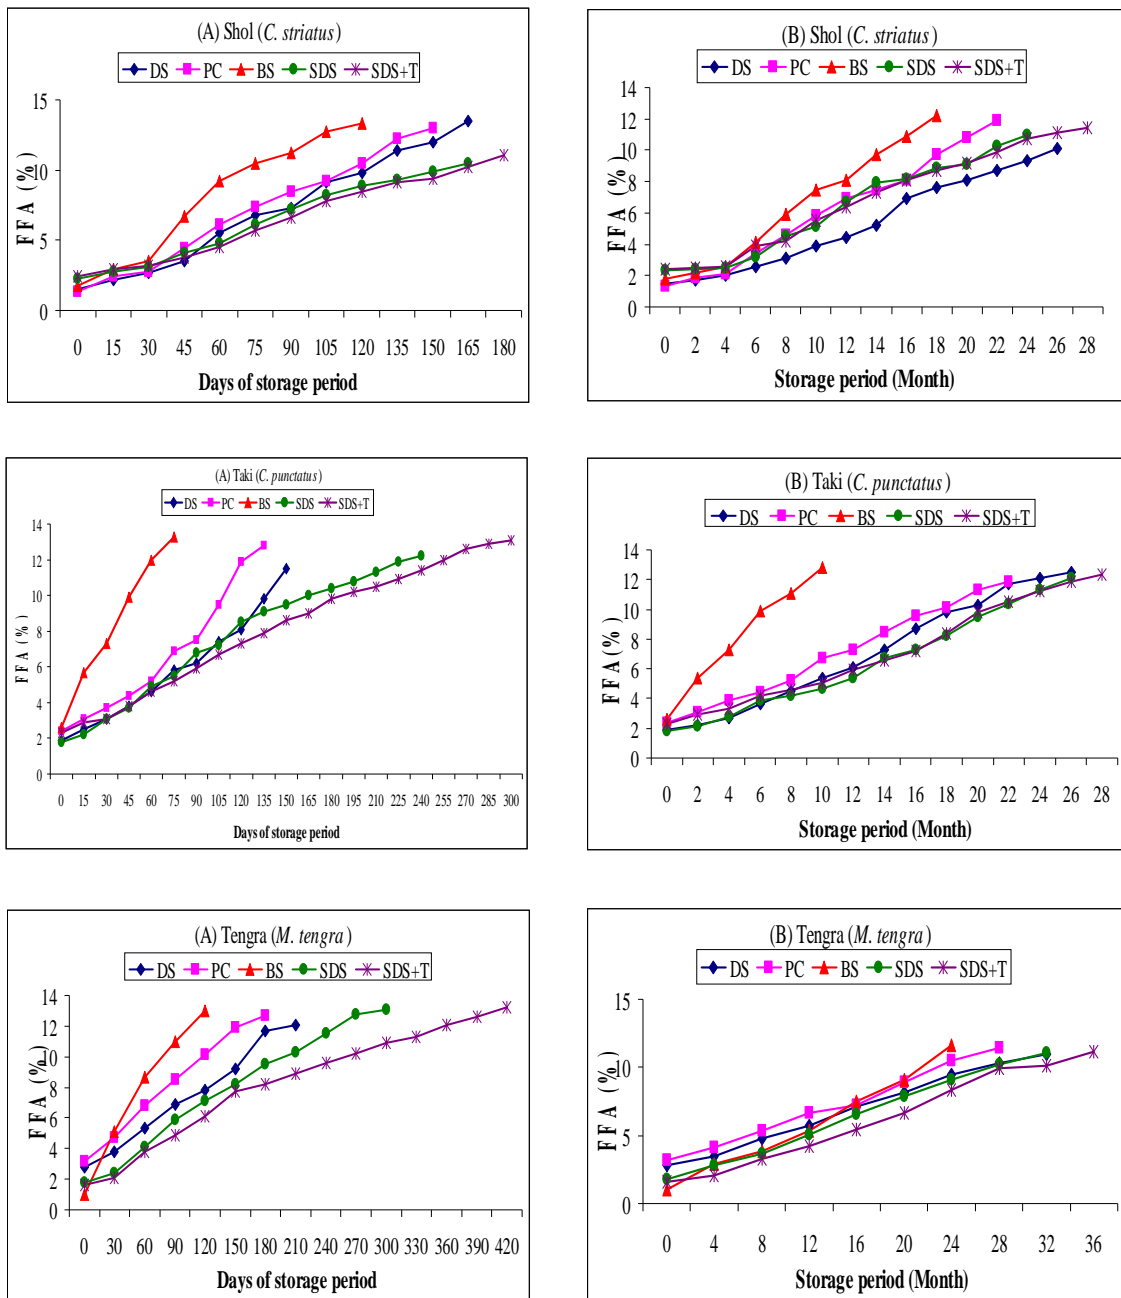 (A) Shol (C. striatus)
DS PC BS SDS SDS+T
15
10
5
0
F F A (%)
0 15 30 45 60 75 90 105 120 135 150 165 180
Days of storage period
(B) Shol (C. striatus)
DS PC BS SDS SDS+T
14
12
10
8
6
4
2
0
F F A (%)
0 2 4 6 8 10 12 14 16 18 20 22 24 26 28
Storage period (Month)
(A) Taki (C. punctatus)
DS PC BS SDS SDS+T
14
12
10
8
6
4
2
0
F F A (%)
0 15 30 45 60 75 90 105 120 135 150 165 180 195 210 225 240 255 270 285 300
Days of storage period
(B) Taki (C. punctatus)
DS PC BS SDS SDS+T
14
12
10
8
6
4
2
0
F F A (%)
0 2 4 6 8 10 12 14 16 18 20 22 24 26 28
Storage period (Month)
(A) Tengra (M. tengra)
DS PC BS SDS SDS+T
14
12
10
8
6
4
2
0
F F A (%)
0 30 60 90 120 150 180 210 240 270 300 330 360 390 420
Days of storage period
(B) Tengra (M. tengra)
DS PC BS SDS SDS+T
15
10
5
0
F F A (%)
0 4 8 12 16 20 24 28 32 36
Storage period (Month)